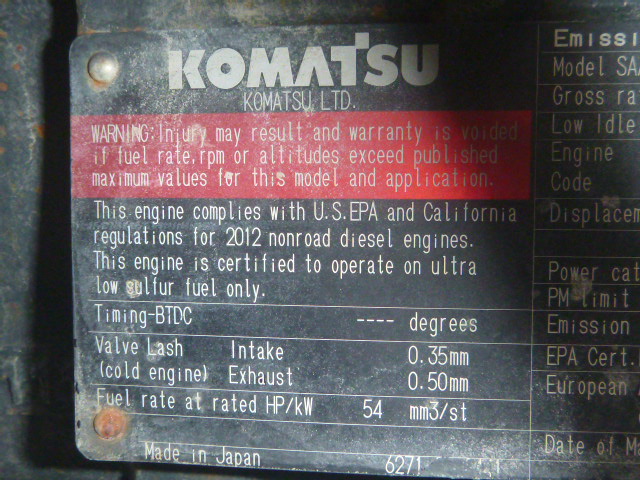 KOMATSU
KOMATSU LTD.
WARNING:Injury may result and warranty is voided
if fuel rate,rpm or altitudes exceed published
maximum values for this model and application.
This engine complies with U.S.EPA and California
regulations for 2012 nonroad diesel engines.
This engine is certified to operate on ultra
low sulfur fuel only.
Timing-BTDC ---- degrees
Valve Lash Intake 0.35mm
(cold engine) Exhaust 0.50mm
Fuel rate at rated HP/kW 54 mm3/st
Made in Japan 6271
Emissi
Model SA
Gross ra
Low Idle
Engine
Code
Displacem
Power cat
PM limit
Emission
EPA Cert.
European
Date of Ma